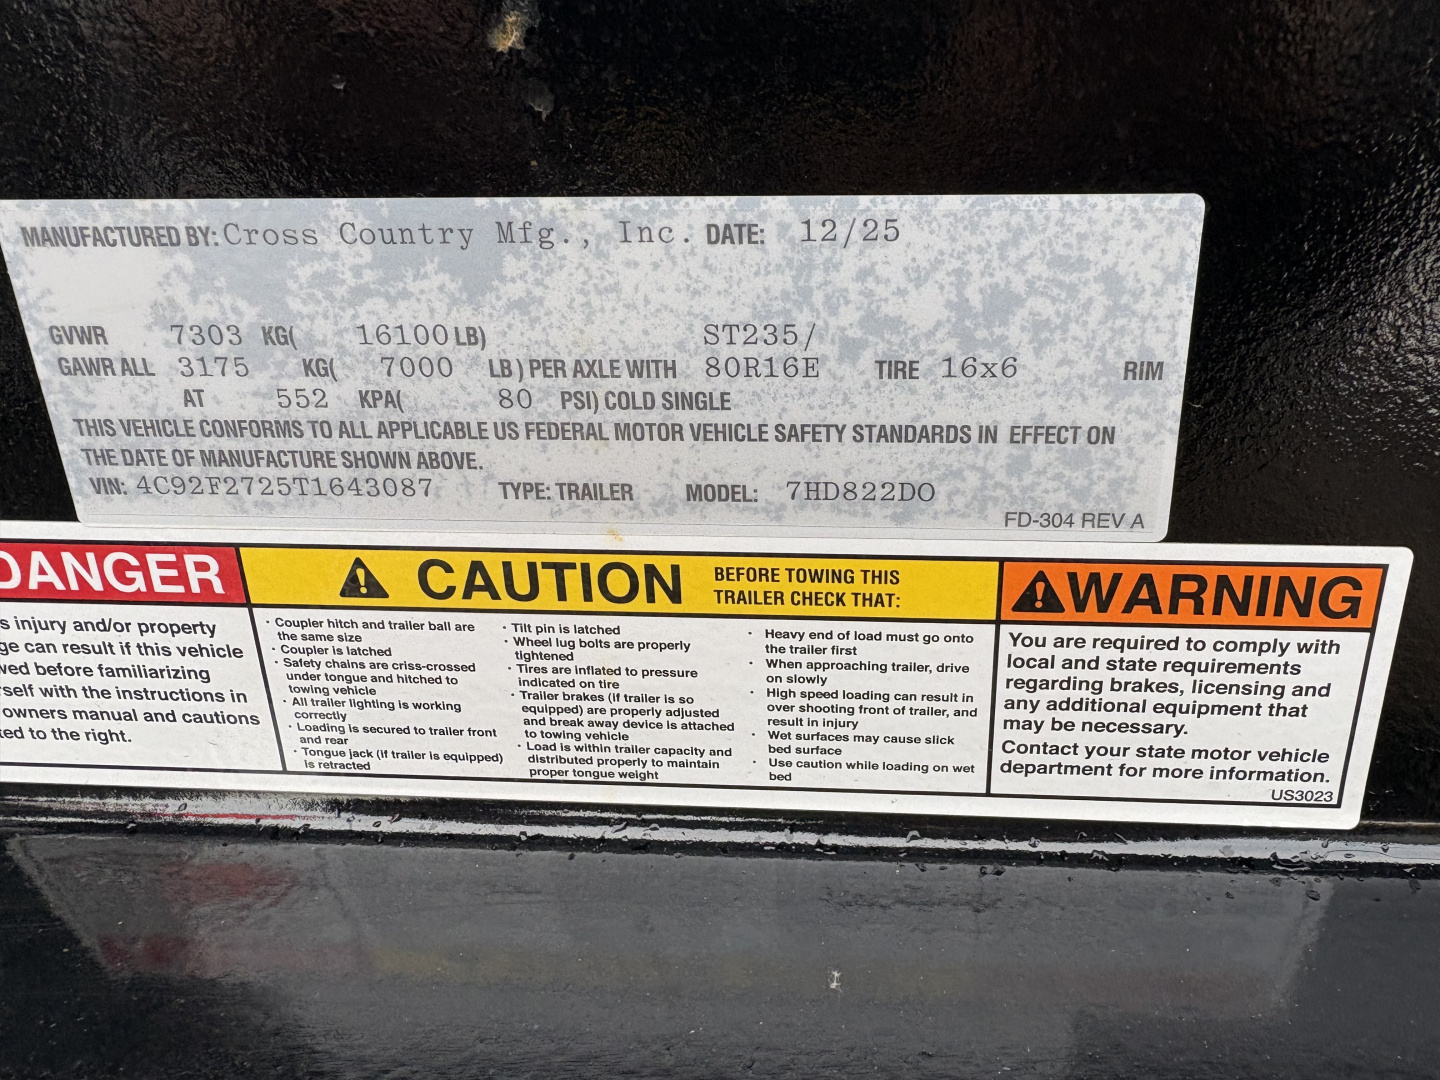 MANUFACTURED BY: Cross Country Mfg., Inc. DATE: 12/25
GVWR 7303 KG( 16100 LB) ST235/
GAWR ALL 3175 KG( 7000 LB) PER AXLE WITH 80R16E TIRE 16x6 RIM
AT 552 KPA( 80 PSI) COLD SINGLE
THIS VEHICLE CONFORMS TO ALL APPLICABLE US FEDERAL MOTOR VEHICLE SAFETY STANDARDS IN EFFECT ON
THE DATE OF MANUFACTURE SHOWN ABOVE.
VIN: 4C92F2725T1643087 TYPE: TRAILER MODEL: 7HD822DO
FD-304 REV A
DANGER
injury and/or property
can result if this vehicle
before familiarizing
with the instructions in
owners manual and cautions
to the right.
CAUTION
BEFORE TOWING THIS
TRAILER CHECK THAT:
· Coupler hitch and trailer ball are
the same size
· Coupler is latched
· Safety chains are criss-crossed
under tongue and hitched to
towing vehicle
· All trailer lighting is working
correctly
· Loading is secured to trailer front
and rear
· Tongue jack (if trailer is equipped)
is retracted
· Tilt pin is latched
· Wheel lug bolts are properly
tightened
· Tires are inflated to pressure
indicated on tire
· Trailer brakes (if trailer is so
equipped) are properly adjusted
and break away device is attached
to towing vehicle
· Load is within trailer capacity and
distributed properly to maintain
proper tongue weight
· Heavy end of load must go onto
the trailer first
· When approaching trailer, drive
on slowly
· High speed loading can result in
over shooting front of trailer, and
result in injury
· Wet surfaces may cause slick
bed surface
· Use caution while loading on wet
bed
WARNING
You are required to comply with
local and state requirements
regarding brakes, licensing and
any additional equipment that
may be necessary.
Contact your state motor vehicle
department for more information.
US3023